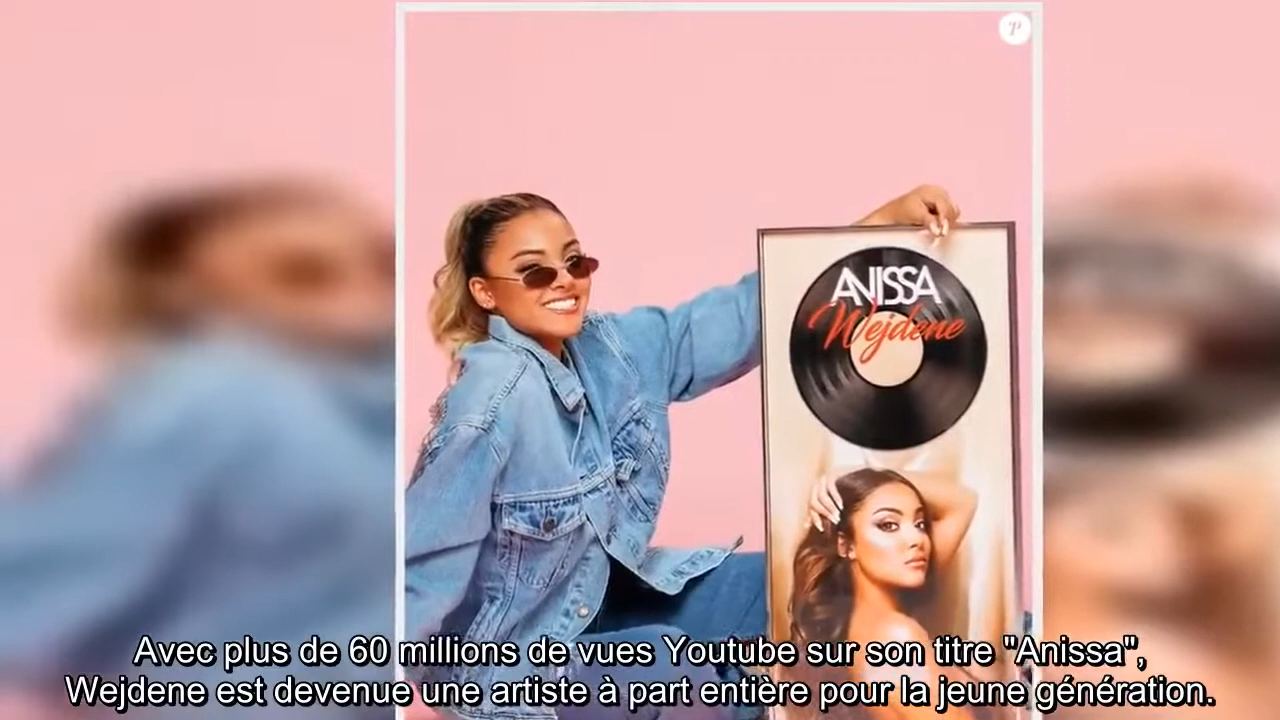 P
ANISSA
Wejdene
Avec plus de 60 millions de vues Youtube sur son titre "Anissa",
Wejdene est devenue une artiste à part entière pour la jeune génération.